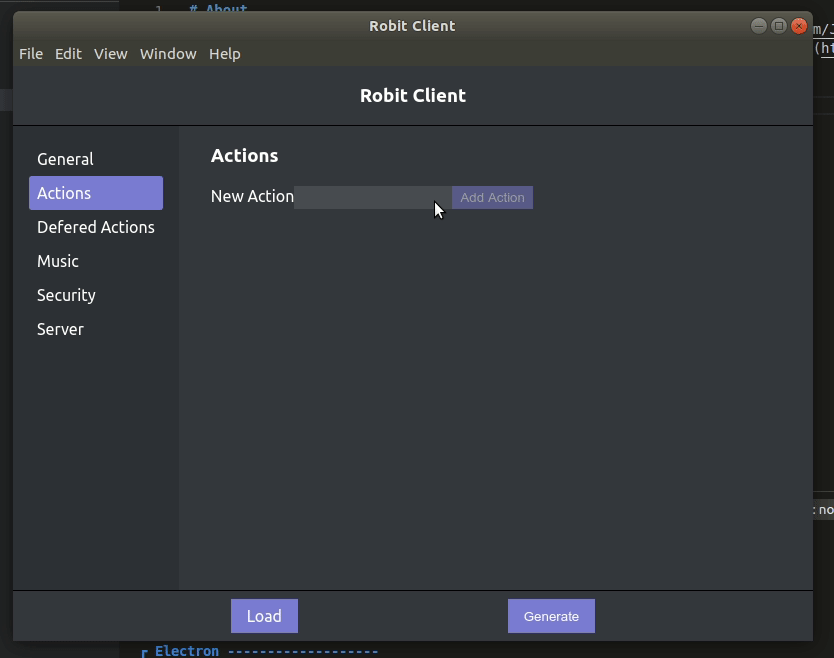 1 # About
Robit Client
m/J
(ht
File Edit View Window Help
Robit Client
General
Actions
Defered Actions
Music
Security
Server
Actions
New Action Add Action
:no
Load Generate
┏ Electron -------------------